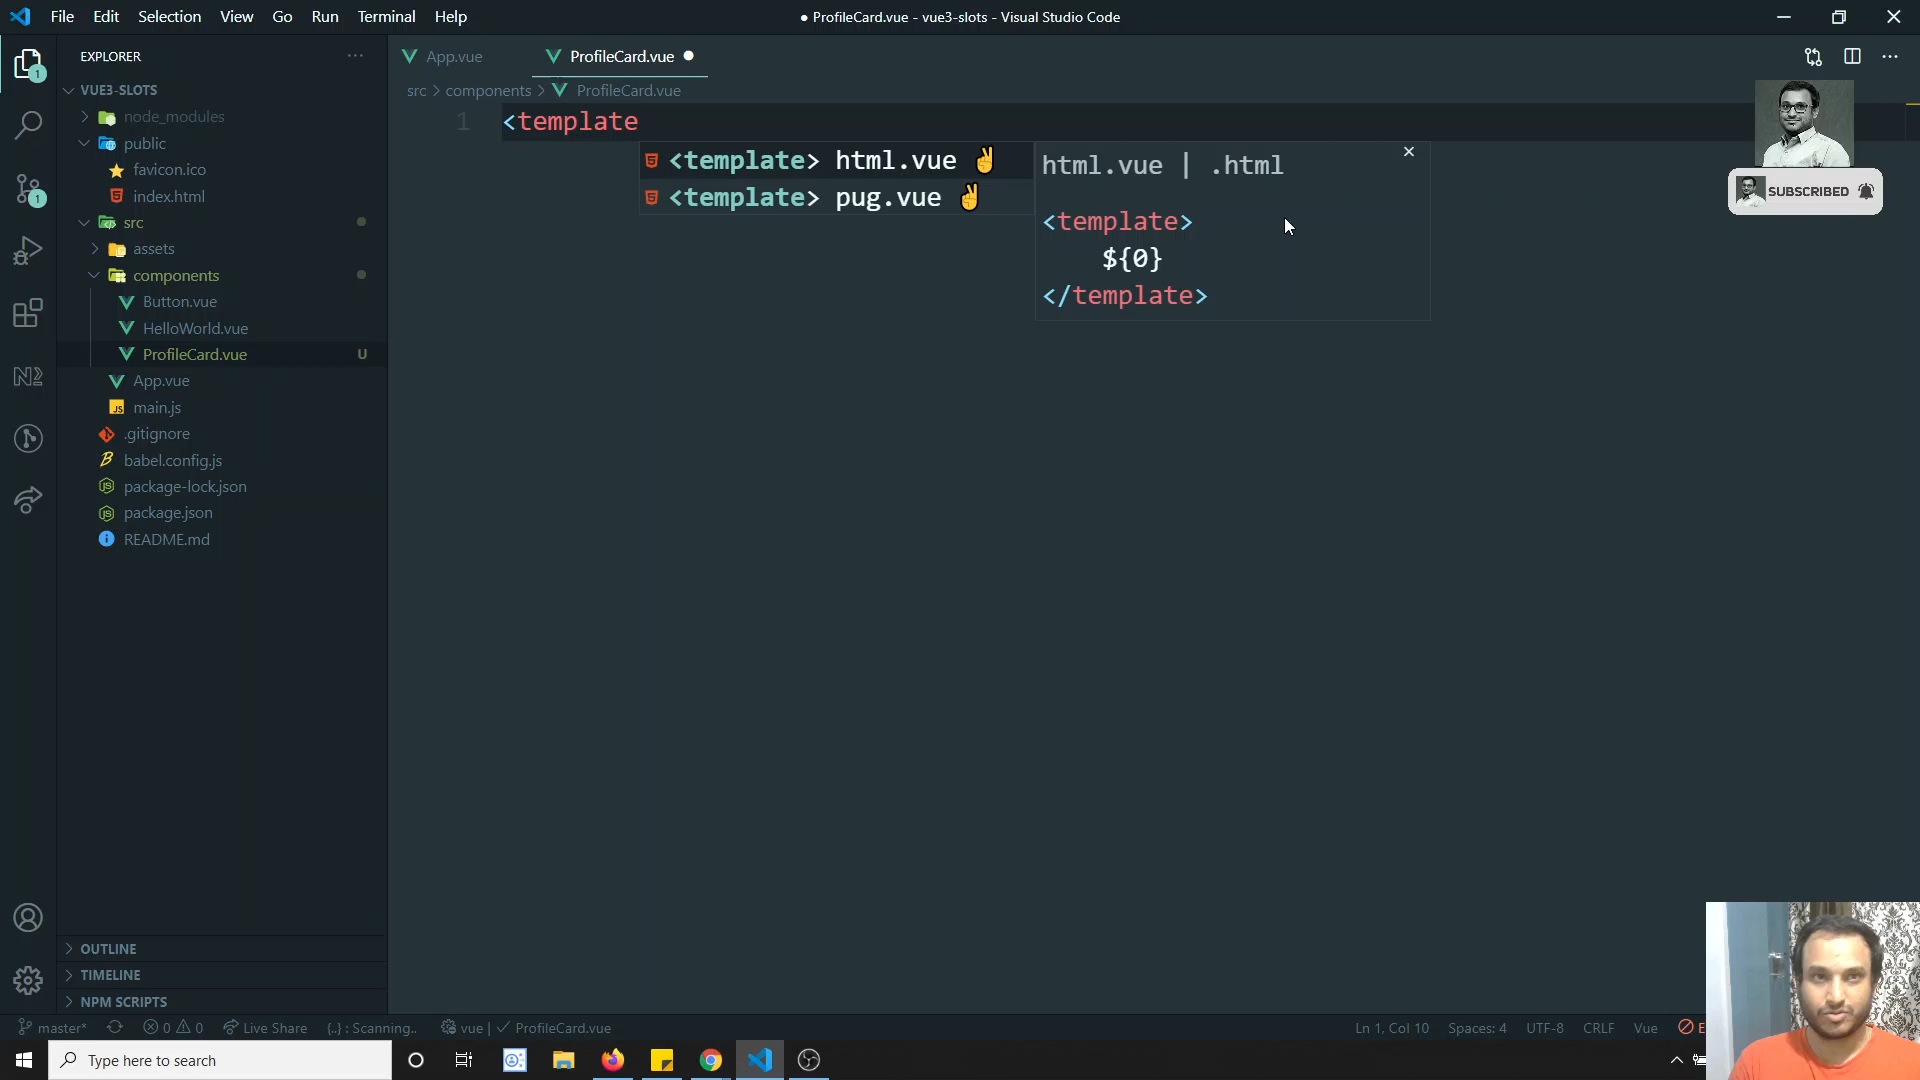 File Edit Selection View Go Run Terminal Help
● ProfileCard.vue - vue3-slots - Visual Studio Code
EXPLORER
App.vue
ProfileCard.vue
VUE3-SLOTS
src > components > ProfileCard.vue
node_modules
public
favicon.ico
index.html
src
assets
components
Button.vue
HelloWorld.vue
ProfileCard.vue U
App.vue
main.js
.gitignore
babel.config.js
package-lock.json
package.json
README.md
1 <template
<template> html.vue ✌
<template> pug.vue ✌
html.vue | .html
<template>
${0}
</template>
SUBSCRIBED
1
1
OUTLINE
TIMELINE
NPM SCRIPTS
master* 0 0 Live Share {..} : Scanning.. vue | ProfileCard.vue
Ln 1, Col 10 Spaces: 4 UTF-8 CRLF Vue
Type here to search